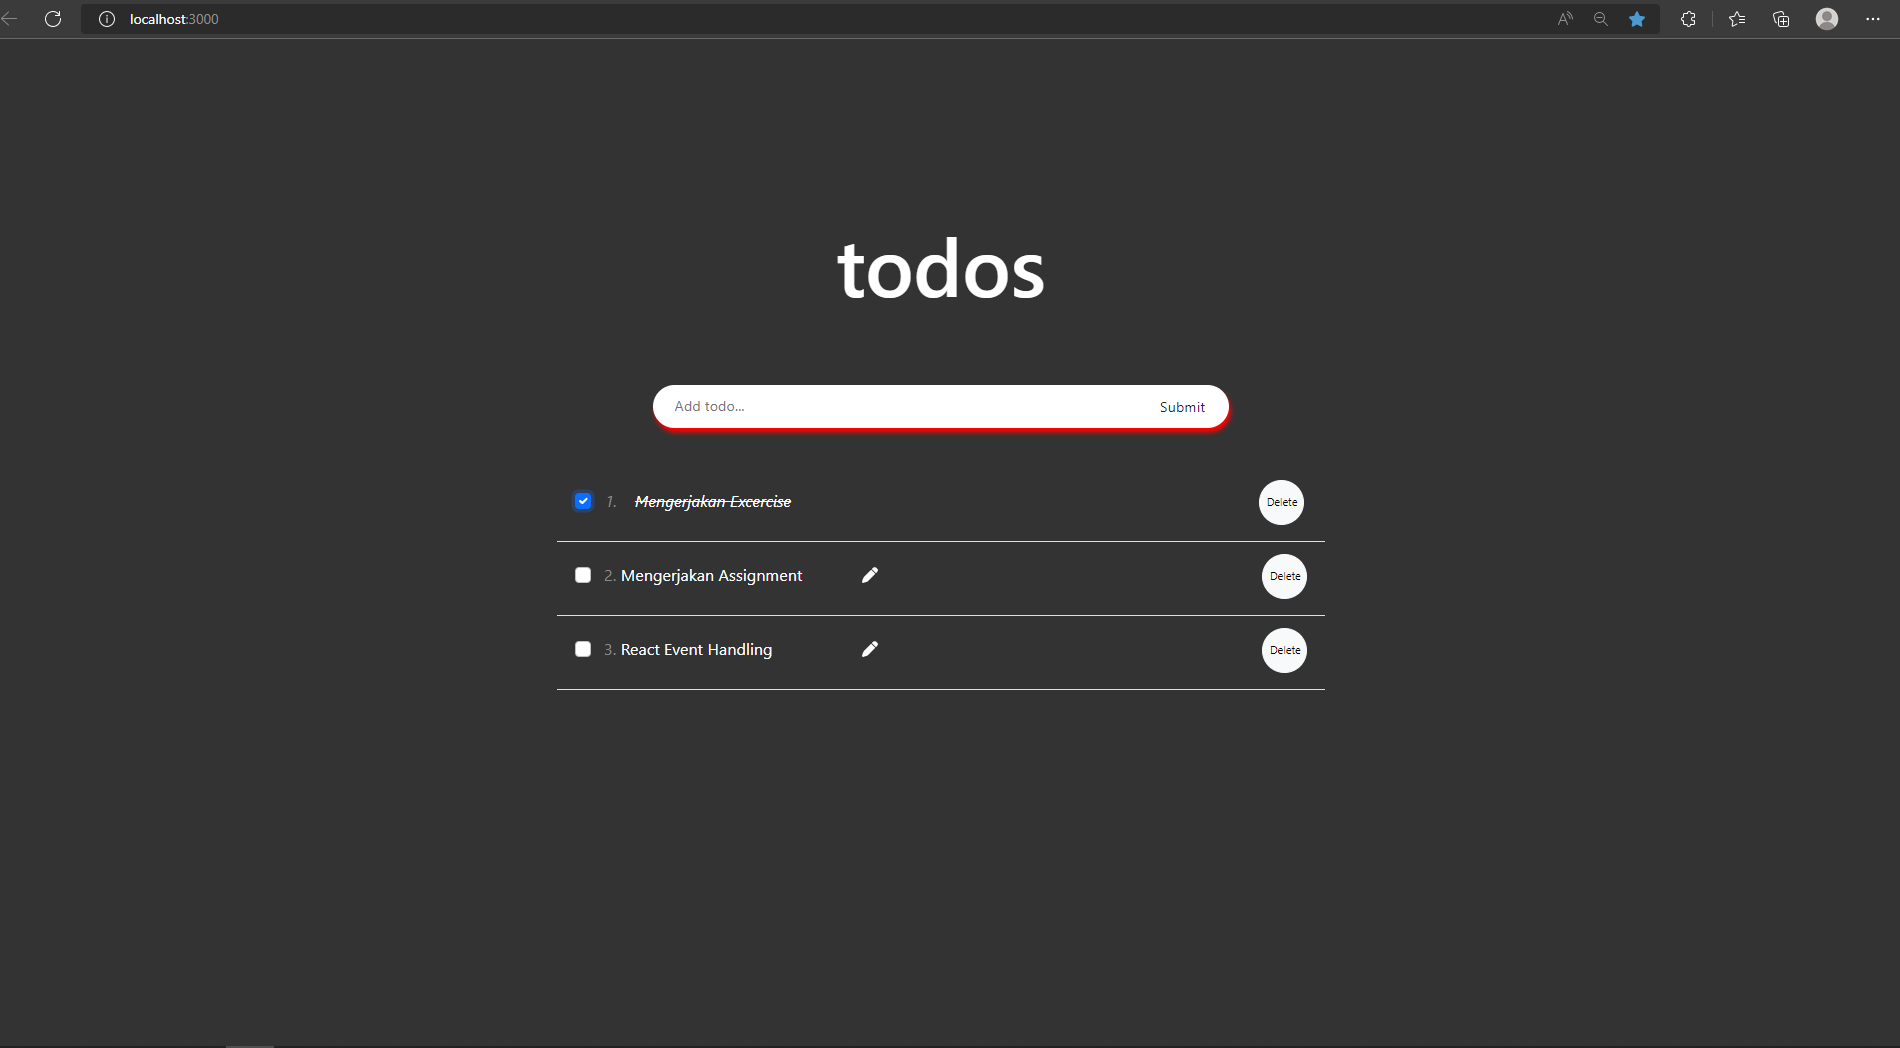 localhost:3000
todos
Add todo... Submit
1. Mengerjakan Excercise Delete
2. Mengerjakan Assignment Delete
3. React Event Handling Delete